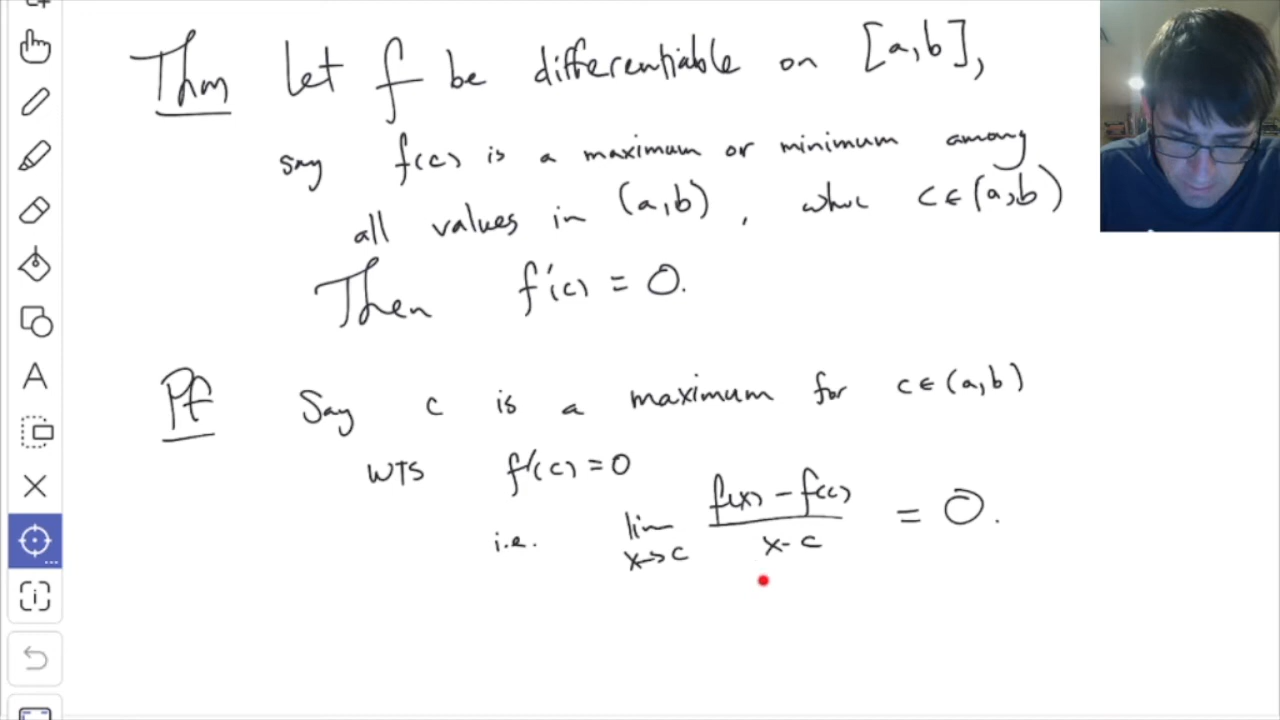 Thm Let f be differentiable on [a,b],
say f(c) is a maximum or minimum among
all values in (a,b), where c∈(a,b)
Then f'(c) = 0.
Pf Say c is a maximum for c∈(a,b)
WTS f'(c) = 0
i.e. lim x→c (f(x) - f(c))/(x - c) = 0.
A
[i]